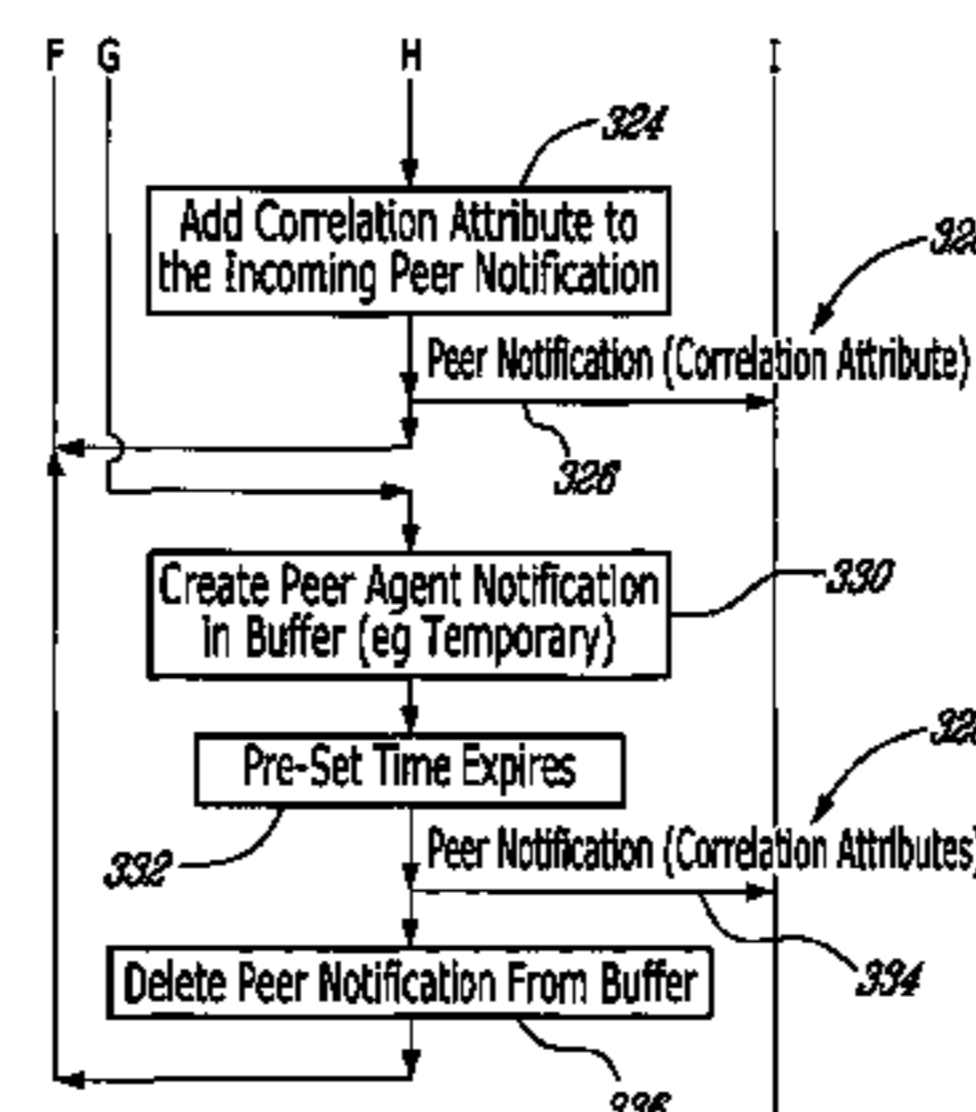 F G H I
324
Add Correlation Attribute to
the Incoming Peer Notification
Peer Notification (Correlation Attribute)
326
Create Peer Agent Notification
in Buffer (eg Temporary)
330
Pre-Set Time Expires
332
Peer Notification (Correlation Attributes)
334
Delete Peer Notification From Buffer